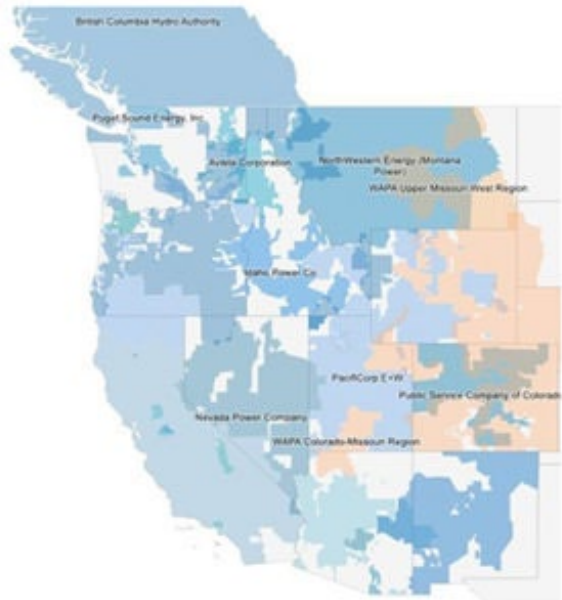 British Columbia Hydro Authority
Puget Sound Energy, Inc.
Avista Corporation
NorthWestern Energy (Montana
Power)
WAPA Upper Missouri West Region
Idaho Power Co
PacifiCorp E+W
Public Service Company of Colorado
Nevada Power Company
WAPA Colorado-Missouri Region